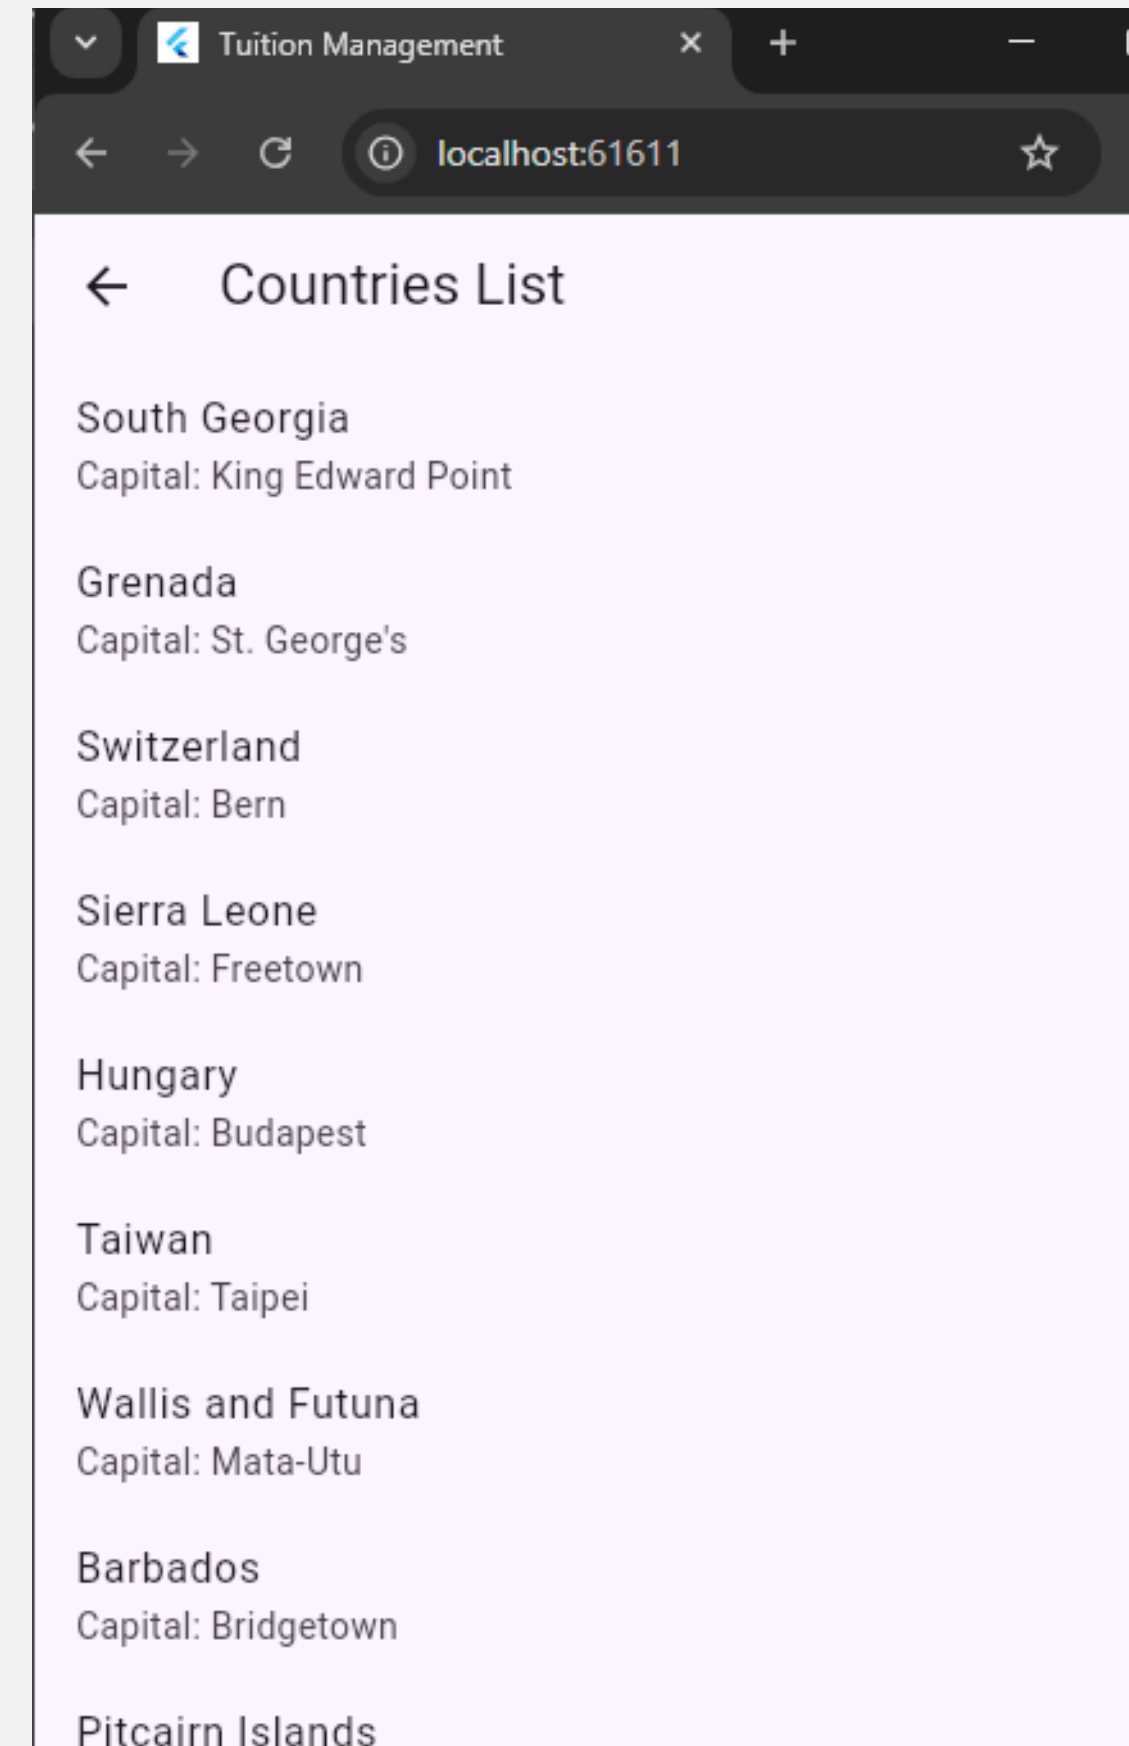 Tuition Management
localhost:61611
Countries List
South Georgia
Capital: King Edward Point
Grenada
Capital: St. George's
Switzerland
Capital: Bern
Sierra Leone
Capital: Freetown
Hungary
Capital: Budapest
Taiwan
Capital: Taipei
Wallis and Futuna
Capital: Mata-Utu
Barbados
Capital: Bridgetown
Pitcairn Islands